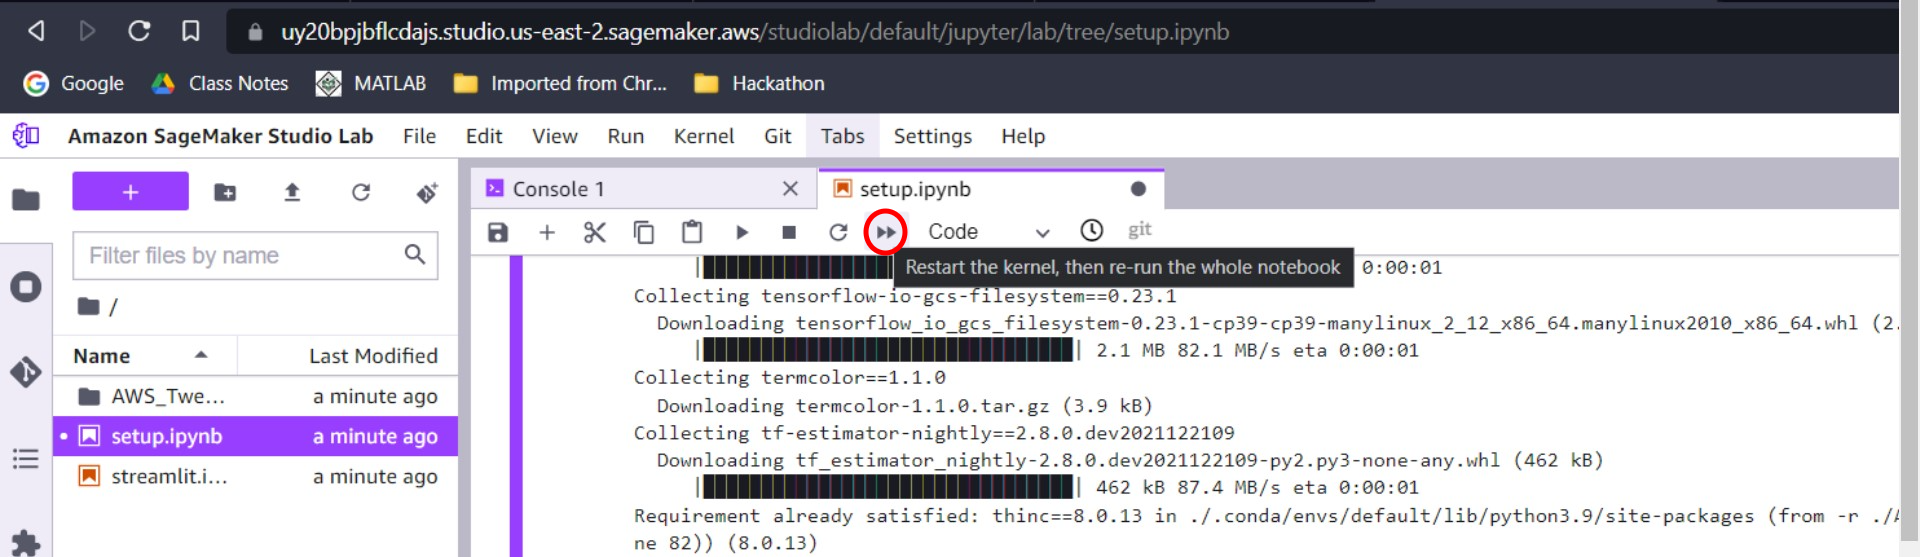 uy20bpjbflcdajs.studio.us-east-2.sagemaker.aws/studiolab/default/jupyter/lab/tree/setup.ipynb
Google Class Notes MATLAB Imported from Chr... Hackathon
Amazon SageMaker Studio Lab File Edit View Run Kernel Git Tabs Settings Help
+
Filter files by name
/
Name Last Modified
AWS_Twe... a minute ago
setup.ipynb a minute ago
streamlit.i... a minute ago
Console 1 setup.ipynb
Code git
Restart the kernel, then re-run the whole notebook
0:00:01
Collecting tensorflow-io-gcs-filesystem==0.23.1
Downloading tensorflow_io_gcs_filesystem-0.23.1-cp39-cp39-manylinux_2_12_x86_64.manylinux2010_x86_64.whl (2.
| 2.1 MB 82.1 MB/s eta 0:00:01
Collecting termcolor==1.1.0
Downloading termcolor-1.1.0.tar.gz (3.9 kB)
Collecting tf-estimator-nightly==2.8.0.dev2021122109
Downloading tf_estimator_nightly-2.8.0.dev2021122109-py2.py3-none-any.whl (462 kB)
| 462 kB 87.4 MB/s eta 0:00:01
Requirement already satisfied: thinc==8.0.13 in ./.conda/envs/default/lib/python3.9/site-packages (from -r ./A
ne 82)) (8.0.13)